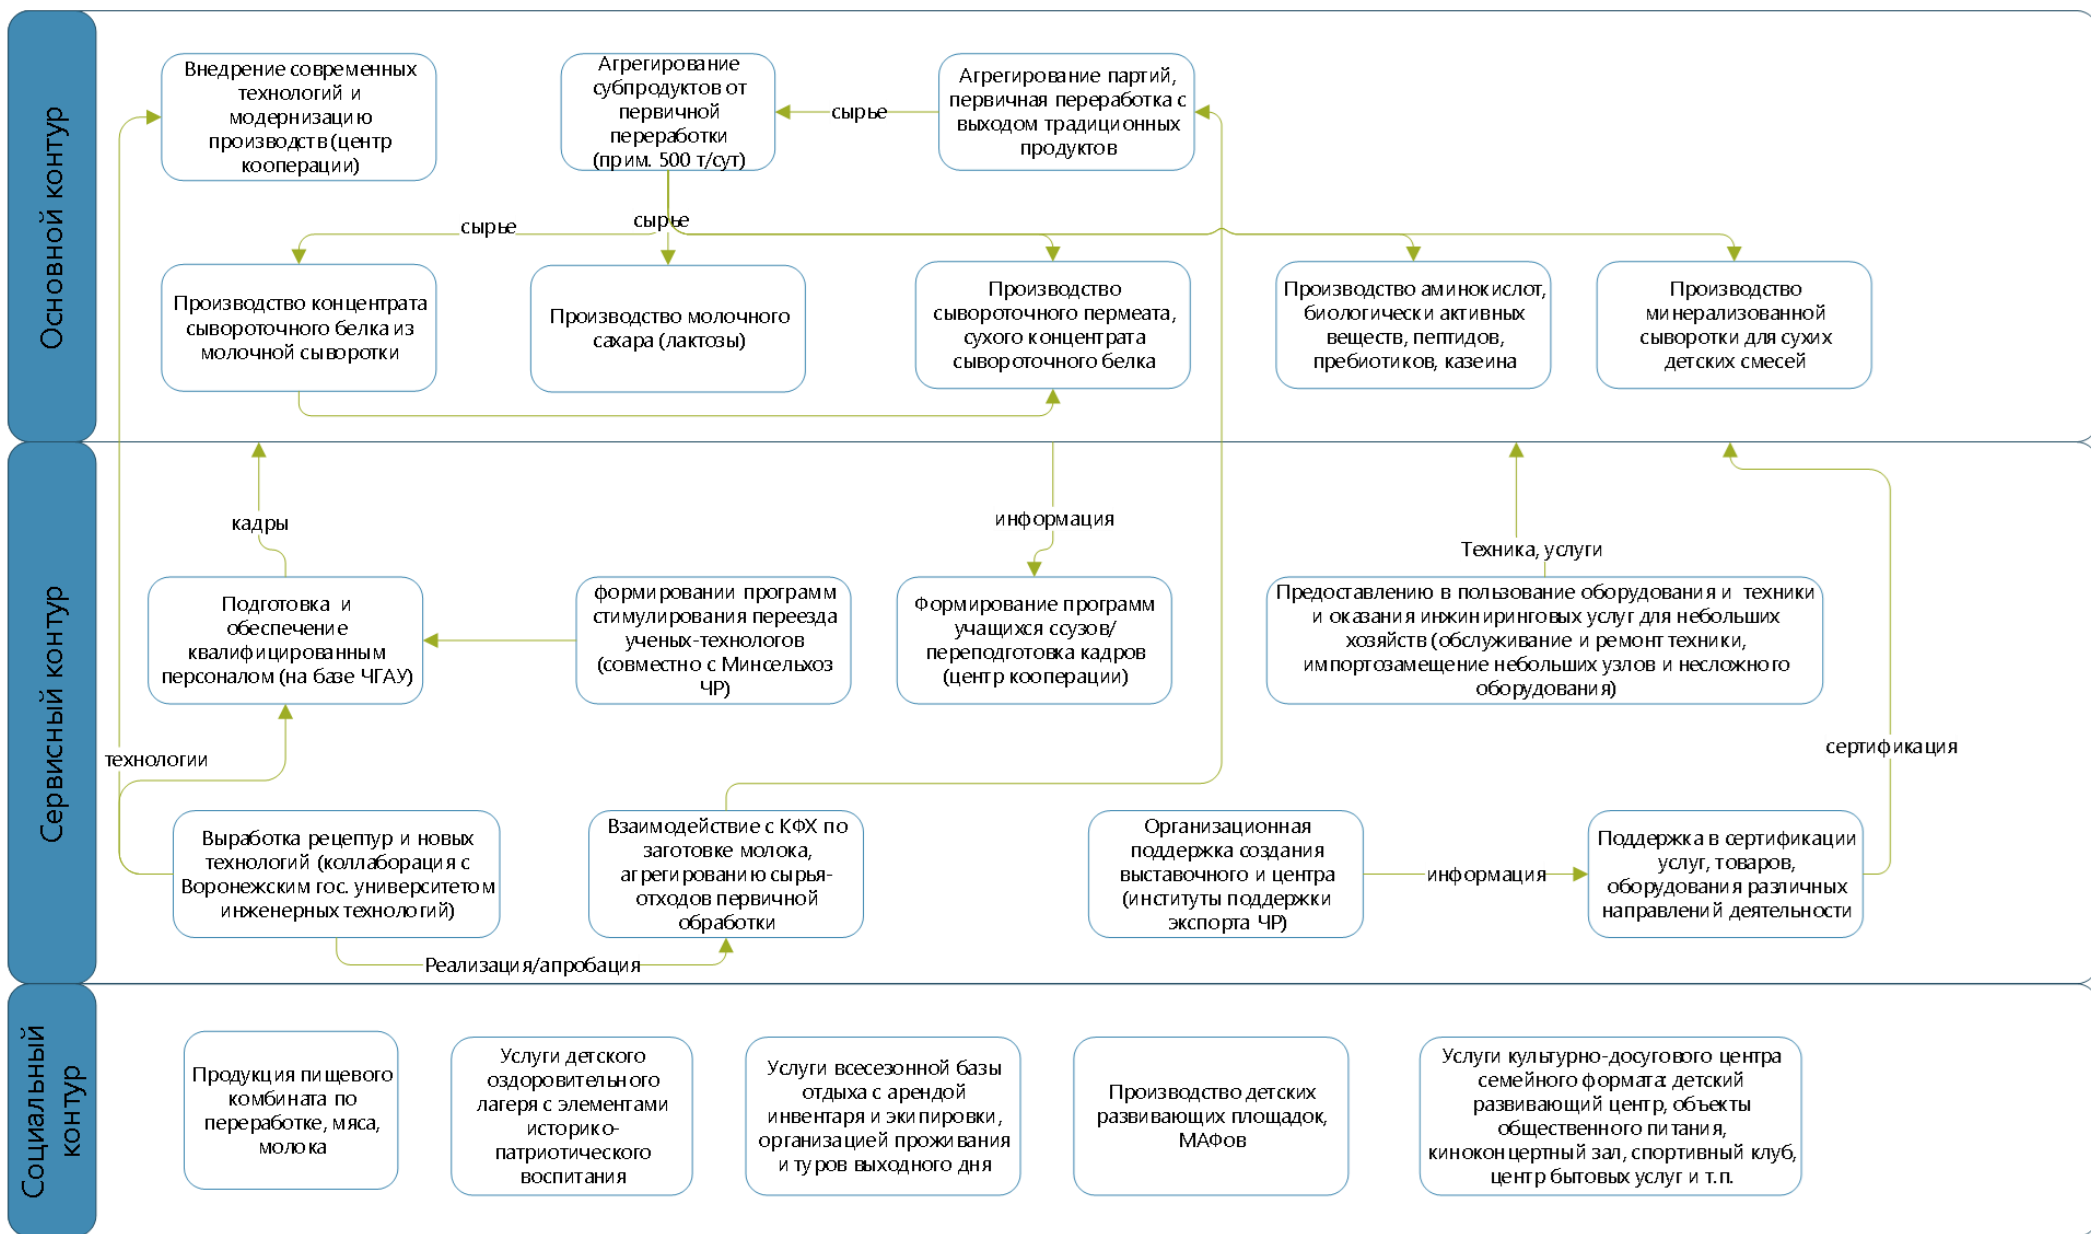 Основной контур
Внедрение современных
технологий и
модернизацию
производств (центр
кооперации)
Агрегирование
субпродуктов от
первичной
переработки
(прим. 500 т/сут)
сырье
Агрегирование партий,
первичная переработка с
выходом традиционных
продуктов
сырье
сырье
Производство концентрата
сывороточного белка из
молочной сыворотки
Производство молочного
сахара (лактозы)
Производство
сывороточного пермеата,
сухого концентрата
сывороточного белка
Производство аминокислот,
биологически активных
веществ, пептидов,
пребиотиков, казеина
Производство
минерализованной
сыворотки для сухих
детских смесей
Сервисный контур
кадры
информация
Техника, услуги
Подготовка и
обеспечение
квалифицированным
персоналом (на базе ЧГАУ)
формировании программ
стимулирования переезда
ученых-технологов
(совместно с Минсельхоз
ЧР)
Формирование программ
учащихся ссузов/
переподготовка кадров
(центр кооперации)
Предоставлению в пользование оборудования и техники
и оказания инжиниринговых услуг для небольших
хозяйств (обслуживание и ремонт техники,
импортозамещение небольших узлов и несложного
оборудования)
технологии
сертификация
Выработка рецептур и новых
технологий (коллаборация с
Воронежским гос. университетом
инженерных технологий)
Взаимодействие с КФХ по
заготовке молока,
агрегированию сырья-
отходов первичной
обработки
Организационная
поддержка создания
выставочного и центра
(институты поддержки
экспорта ЧР)
информация
Поддержка в сертификации
услуг, товаров,
оборудования различных
направлений деятельности
Реализация/апробация
Социальный
контур
Продукция пищевого
комбината по
переработке, мяса,
молока
Услуги детского
оздоровительного
лагеря с элементами
историко-
патриотического
воспитания
Услуги всесезонной базы
отдыха с арендой
инвентаря и экипировки,
организацией проживания
и туров выходного дня
Производство детских
развивающих площадок,
МАФов
Услуги культурно-досугового центра
семейного формата: детский
развивающий центр, объекты
общественного питания,
киноконцертный зал, спортивный клуб,
центр бытовых услуг и т.п.